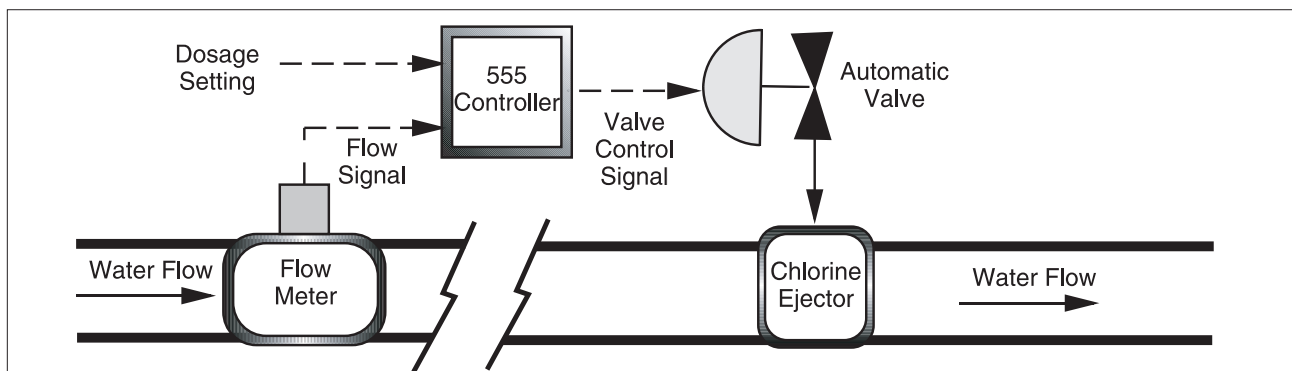 Dosage
Setting
555
Controller
Automatic
Valve
Flow
Signal
Valve
Control
Signal
Water Flow
Flow
Meter
Chlorine
Ejector
Water Flow